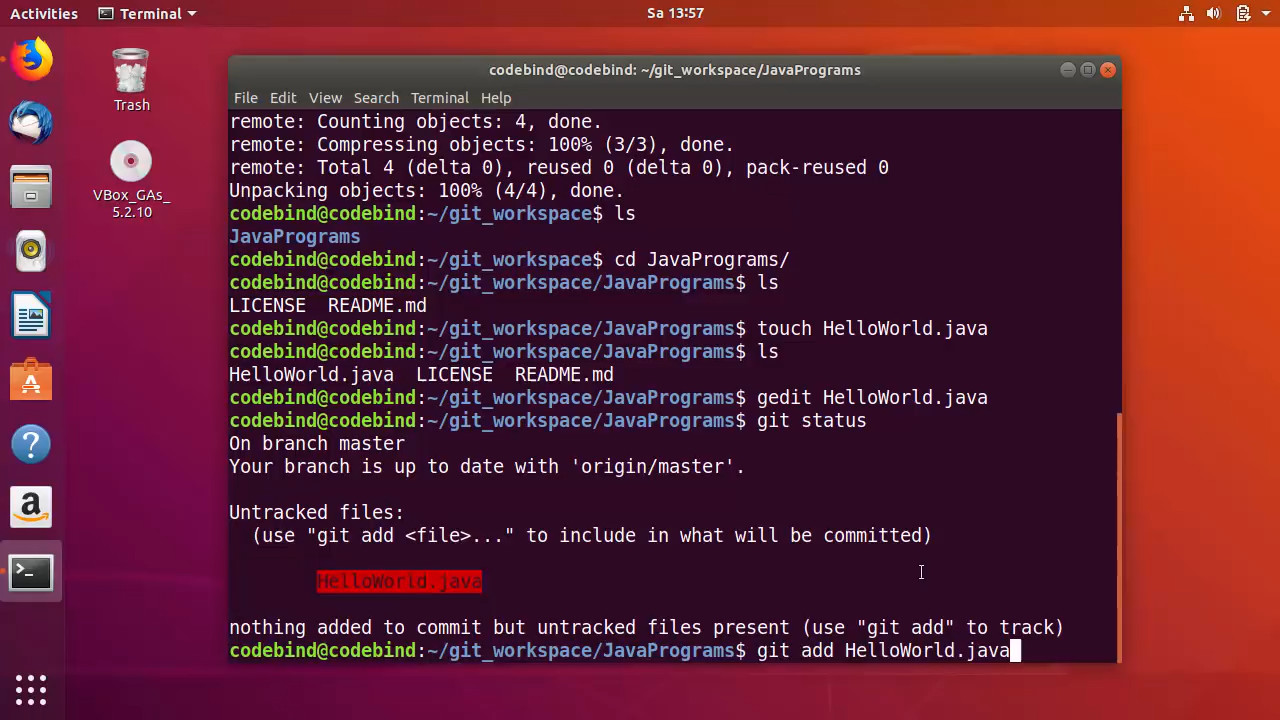 Activities Terminal Sa 13:57
Trash
VBox_GAs_
5.2.10
codebind@codebind: ~/git_workspace/JavaPrograms
File Edit View Search Terminal Help
remote: Counting objects: 4, done.
remote: Compressing objects: 100% (3/3), done.
remote: Total 4 (delta 0), reused 0 (delta 0), pack-reused 0
Unpacking objects: 100% (4/4), done.
codebind@codebind:~/git_workspace$ ls
JavaPrograms
codebind@codebind:~/git_workspace$ cd JavaPrograms/
codebind@codebind:~/git_workspace/JavaPrograms$ ls
LICENSE  README.md
codebind@codebind:~/git_workspace/JavaPrograms$ touch HelloWorld.java
codebind@codebind:~/git_workspace/JavaPrograms$ ls
HelloWorld.java  LICENSE  README.md
codebind@codebind:~/git_workspace/JavaPrograms$ gedit HelloWorld.java
codebind@codebind:~/git_workspace/JavaPrograms$ git status
On branch master
Your branch is up to date with 'origin/master'.
Untracked files:
  (use "git add <file>..." to include in what will be committed)
HelloWorld.java
nothing added to commit but untracked files present (use "git add" to track)
codebind@codebind:~/git_workspace/JavaPrograms$ git add HelloWorld.java